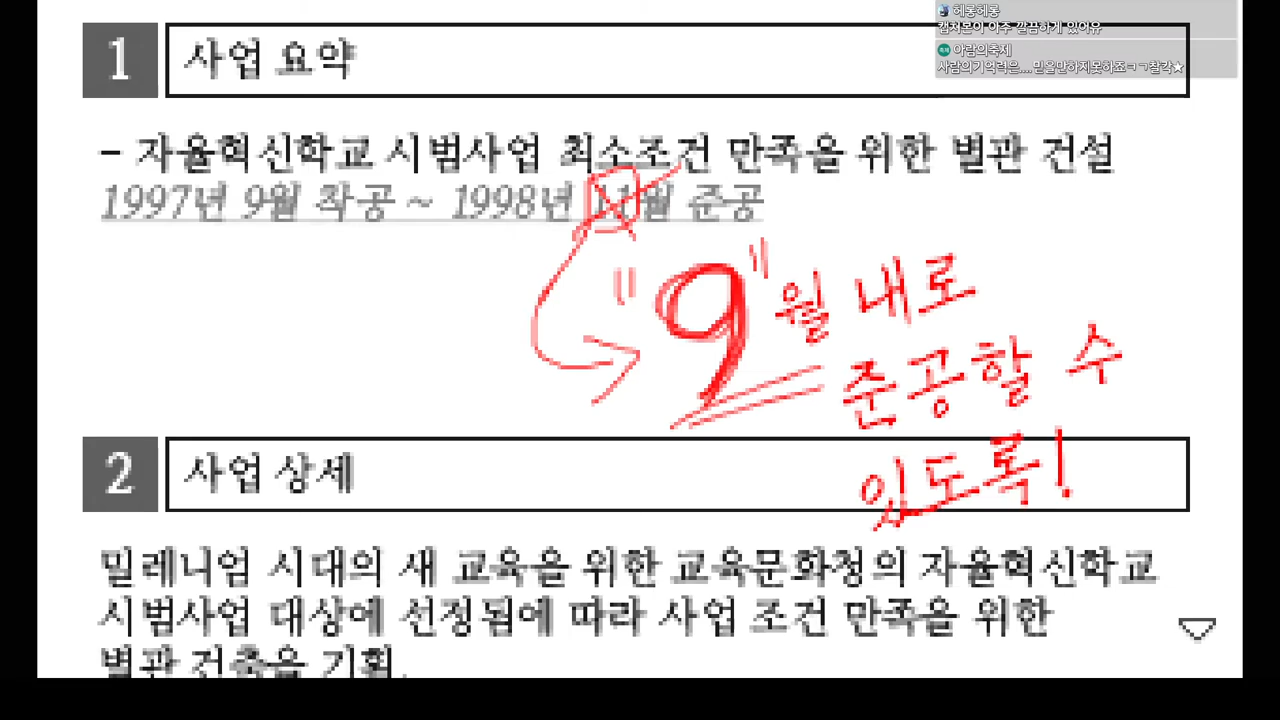 헤롱헤롱
캡처본이 아주 깔끔하게 있어유
아람의축제
사람의기억력은....믿을만하지못하죠ㅋㄱ찰칵★
1 사업 요약
- 자율혁신학교 시범사업 최소조건 만족을 위한 별관 건설
1997년 9월 착공 ~ 1998년 11월 준공
"9"월 내로
준공할 수
있도록!
2 사업 상세
밀레니엄 시대의 새 교육을 위한 교육문화청의 자율혁신학교
시범사업 대상에 선정됨에 따라 사업 조건 만족을 위한
별관 건축을 기획.